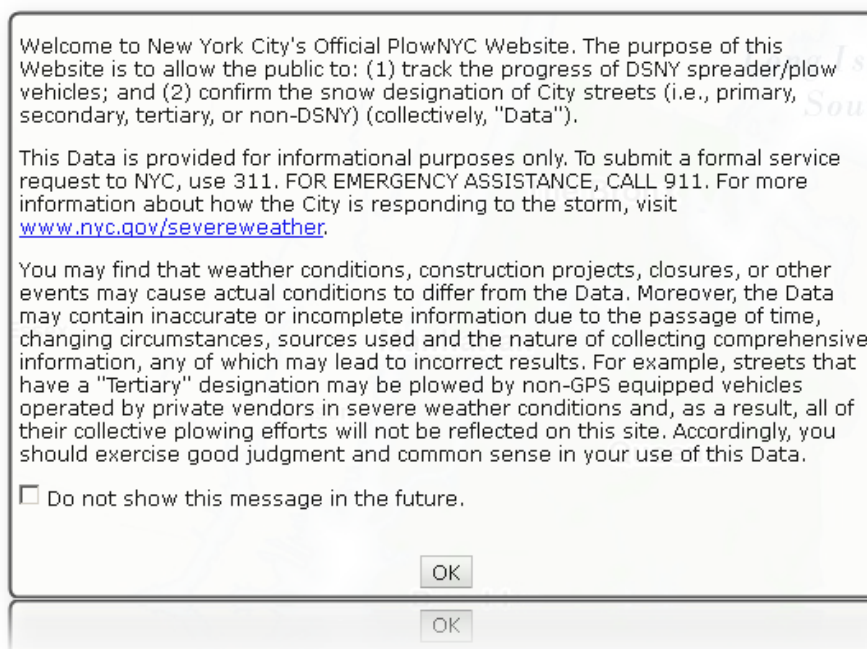 Welcome to New York City's Official PlowNYC Website. The purpose of this
Website is to allow the public to: (1) track the progress of DSNY spreader/plow
vehicles; and (2) confirm the snow designation of City streets (i.e., primary,
secondary, tertiary, or non-DSNY) (collectively, "Data").
This Data is provided for informational purposes only. To submit a formal service
request to NYC, use 311. FOR EMERGENCY ASSISTANCE, CALL 911. For more
information about how the City is responding to the storm, visit
www.nyc.gov/severeweather.
You may find that weather conditions, construction projects, closures, or other
events may cause actual conditions to differ from the Data. Moreover, the Data
may contain inaccurate or incomplete information due to the passage of time,
changing circumstances, sources used and the nature of collecting comprehensive
information, any of which may lead to incorrect results. For example, streets that
have a "Tertiary" designation may be plowed by non-GPS equipped vehicles
operated by private vendors in severe weather conditions and, as a result, all of
their collective plowing efforts will not be reflected on this site. Accordingly, you
should exercise good judgment and common sense in your use of this Data.
Do not show this message in the future.
OK
OK